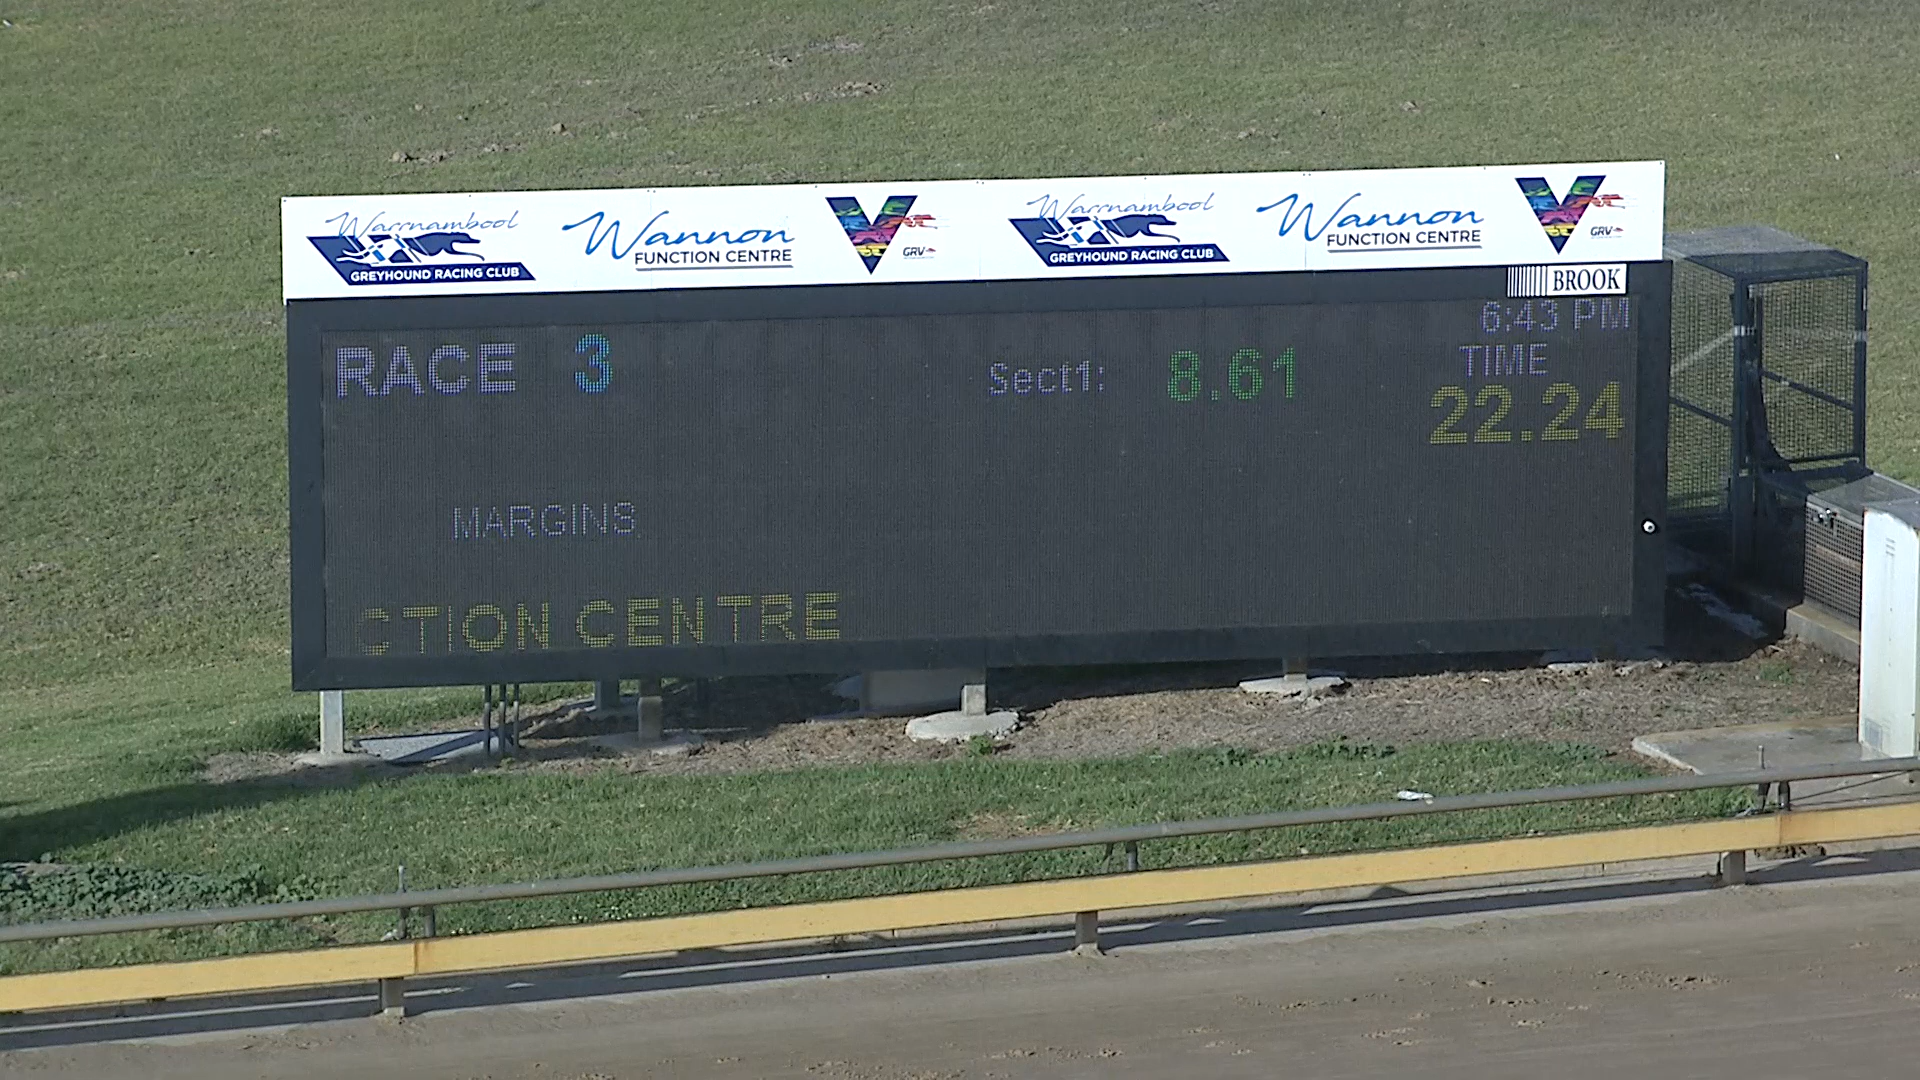 Warrnambool
GREYHOUND RACING CLUB
Wannon
FUNCTION CENTRE
V
GRV
Warrnambool
GREYHOUND RACING CLUB
Wannon
FUNCTION CENTRE
V
GRV
BROOK
6:43 PM
RACE 3
Sect1: 8.61
TIME
22.24
MARGINS
CTION CENTRE